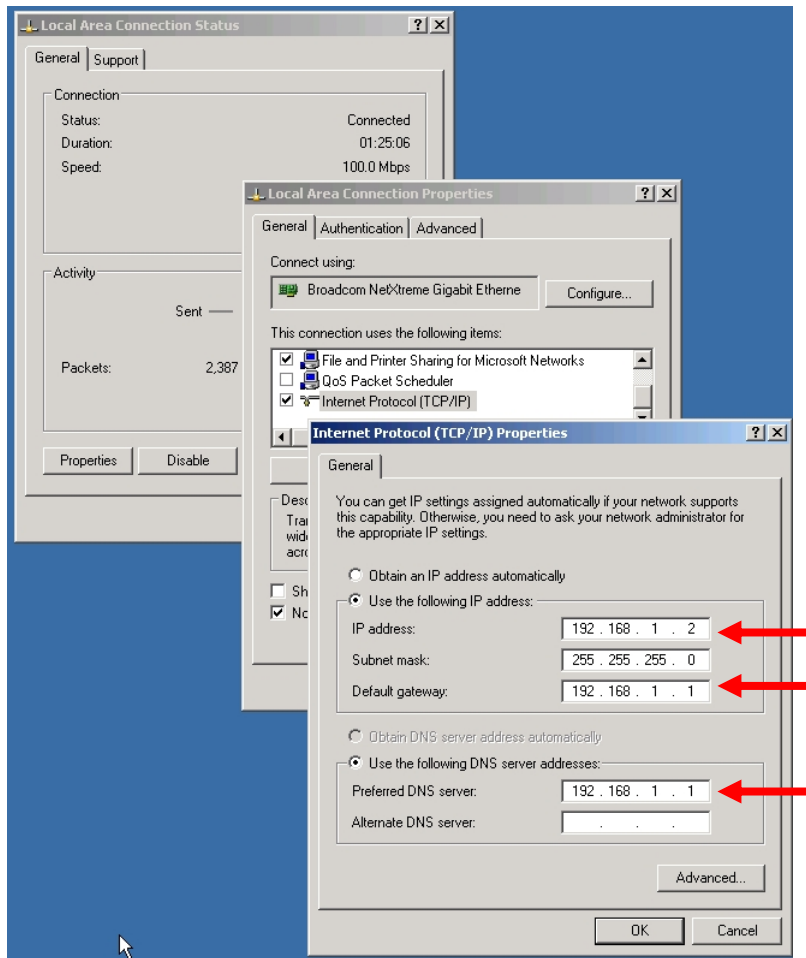 Local Area Connection Status
General Support
Connection
Status: Connected
Duration: 01:25:06
Speed: 100.0 Mbps
Activity
Sent
Packets: 2,387
Properties Disable
Local Area Connection Properties
General Authentication Advanced
Connect using:
Broadcom NetXtreme Gigabit Etherne Configure...
This connection uses the following items:
File and Printer Sharing for Microsoft Networks
QoS Packet Scheduler
Internet Protocol (TCP/IP)
Internet Protocol (TCP/IP) Properties
General
You can get IP settings assigned automatically if your network supports
this capability. Otherwise, you need to ask your network administrator for
the appropriate IP settings.
Obtain an IP address automatically
Use the following IP address:
IP address: 192 . 168 . 1 . 2
Subnet mask: 255 . 255 . 255 . 0
Default gateway: 192 . 168 . 1 . 1
Obtain DNS server address automatically
Use the following DNS server addresses:
Preferred DNS server: 192 . 168 . 1 . 1
Alternate DNS server: . . .
Advanced...
OK Cancel